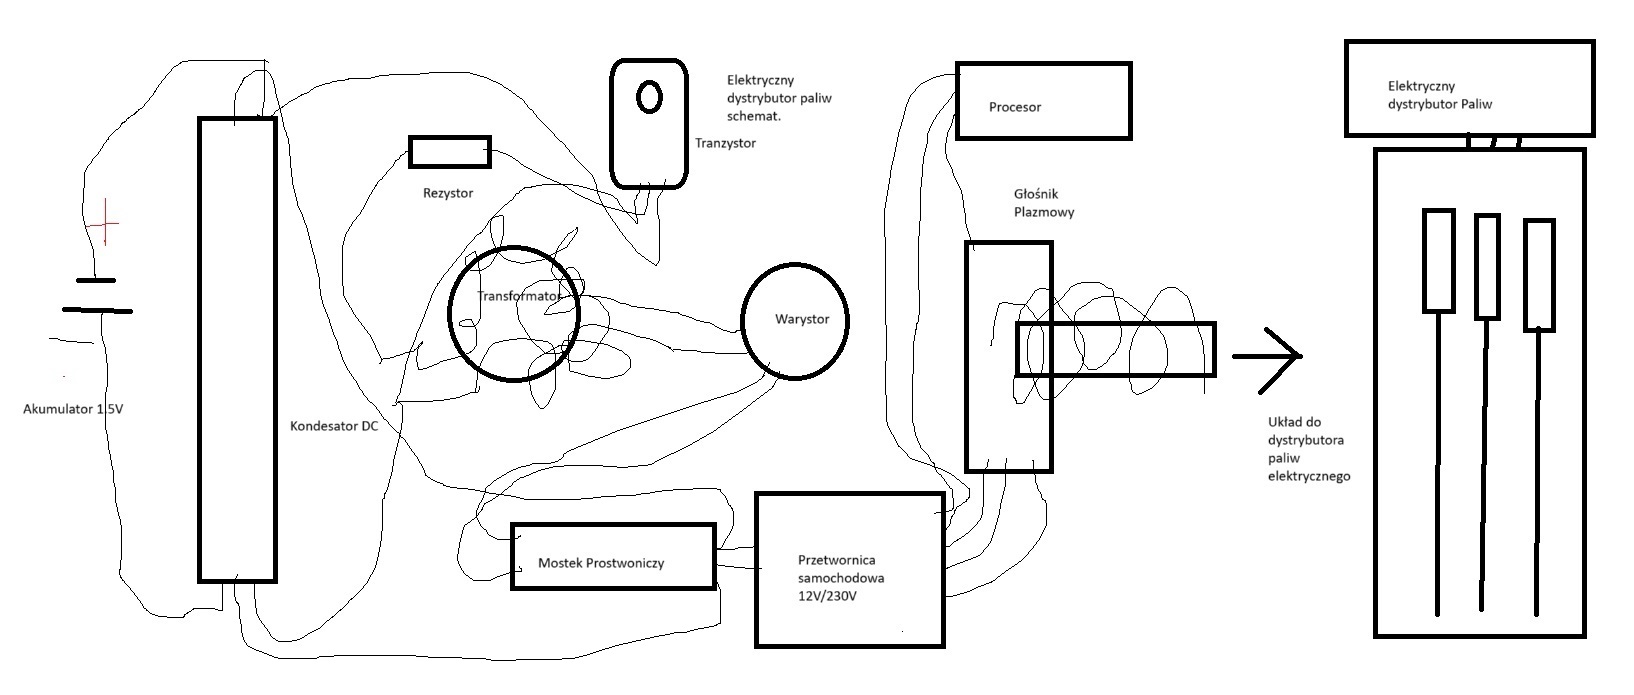 Elektryczny
dystrybutor paliw
schemat.
Tranzystor
Rezystor
Transformator
Warystor
Akumulator 1.5V
Kondesator DC
Mostek Prostwoniczy
Przetwornica
samochodowa
12V/230V
Procesor
Głośnik
Plazmowy
Układ do
dystrybutora
paliw
elektrycznego
Elektryczny
dystrybutor Paliw